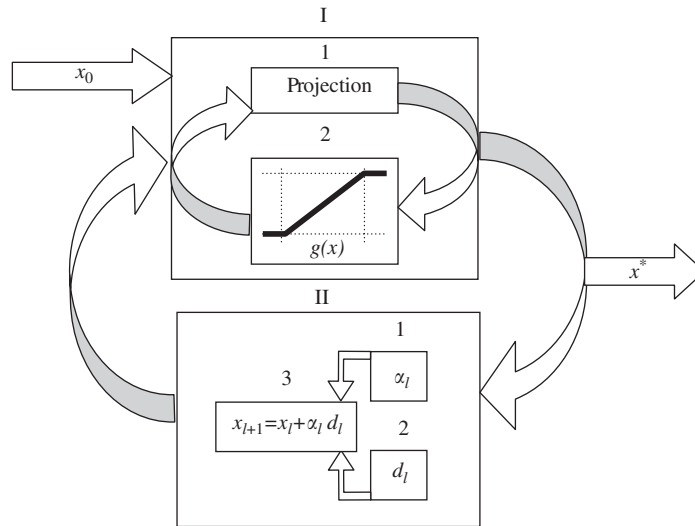 I
1
x₀
Projection
2
g(x)
x*
II
1
αₗ
3
xₗ₊₁=xₗ+αₗ dₗ
2
dₗ